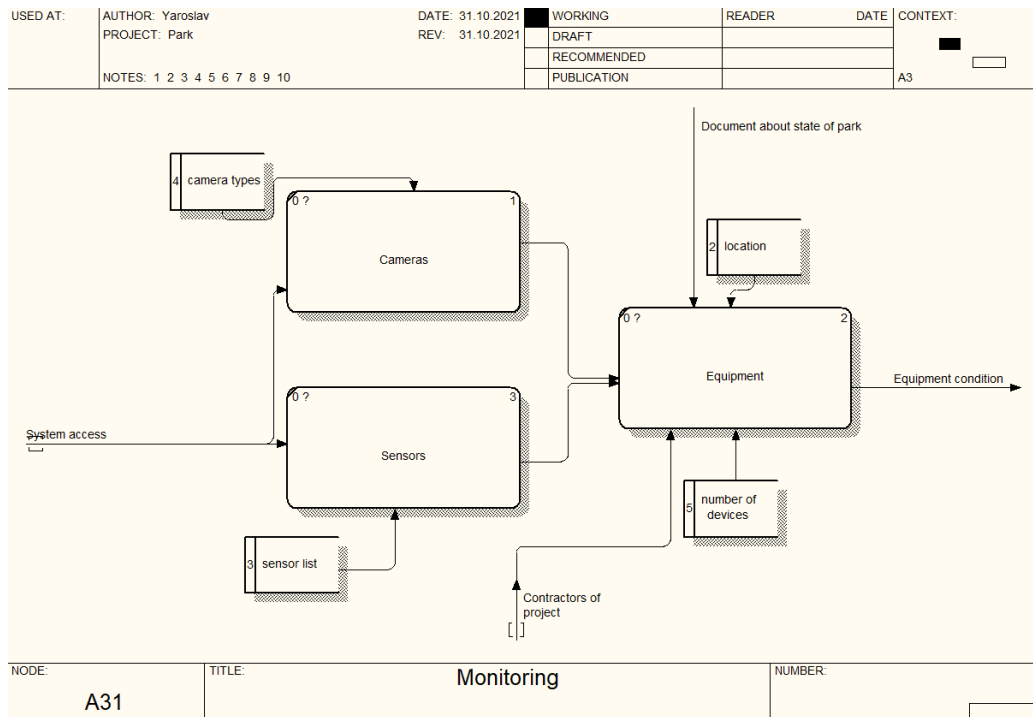 USED AT:
AUTHOR: Yaroslav
DATE: 31.10.2021
WORKING
READER
DATE
CONTEXT:
PROJECT: Park
REV: 31.10.2021
DRAFT
RECOMMENDED
NOTES: 1 2 3 4 5 6 7 8 9 10
PUBLICATION
A3
Document about state of park
4
camera types
0 ?
1
Cameras
2
location
0 ?
2
Equipment
Equipment condition
0 ?
3
Sensors
System access
5
number of
devices
3
sensor list
Contractors of
project
NODE:
TITLE:
Monitoring
NUMBER:
A31